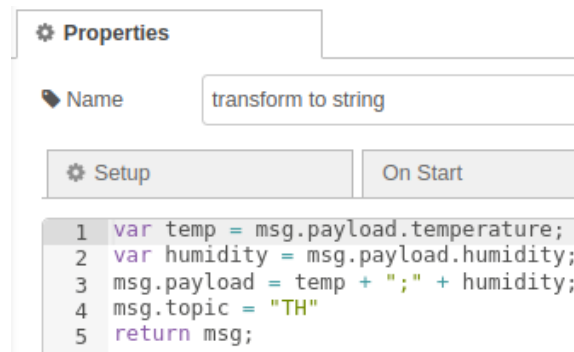 Properties
Name transform to string
Setup On Start
1 var temp = msg.payload.temperature;
2 var humidity = msg.payload.humidity;
3 msg.payload = temp + ";" + humidity;
4 msg.topic = "TH"
5 return msg;